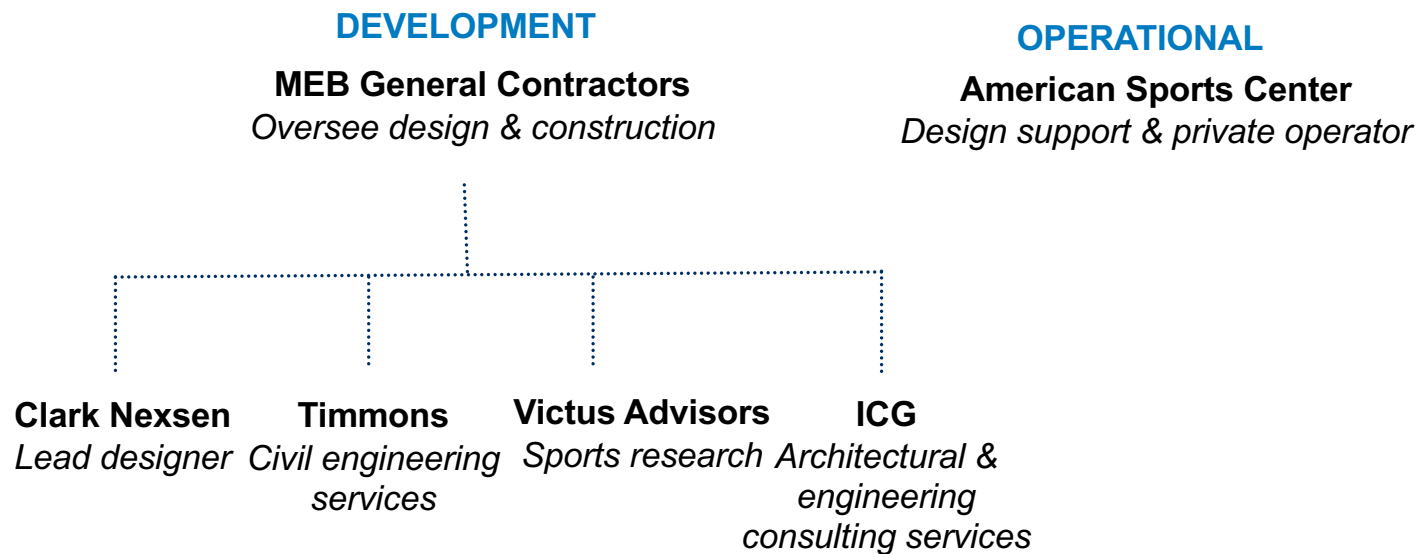 DEVELOPMENT
MEB General Contractors
Oversee design & construction
OPERATIONAL
American Sports Center
Design support & private operator
Clark Nexsen
Lead designer
Timmons
Civil engineering
services
Victus Advisors
Sports research
ICG
Architectural &
engineering
consulting services